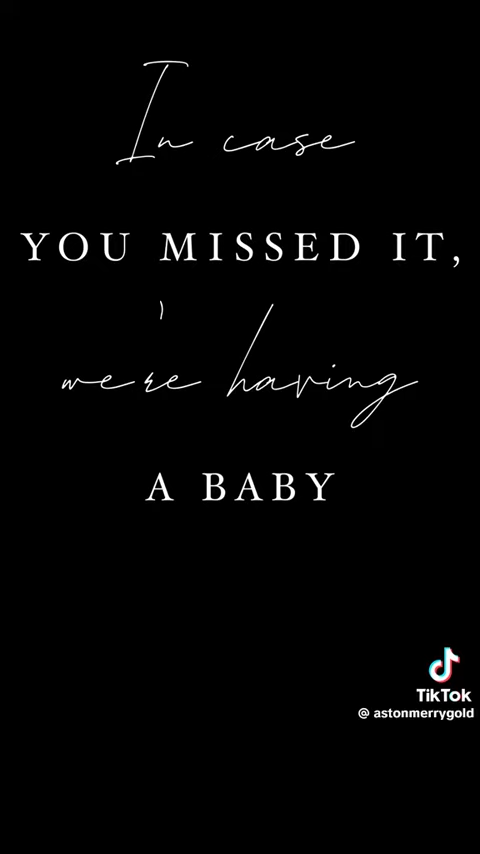 In case
YOU MISSED IT,
we're having
A BABY
TikTok
@ astonmerrygold